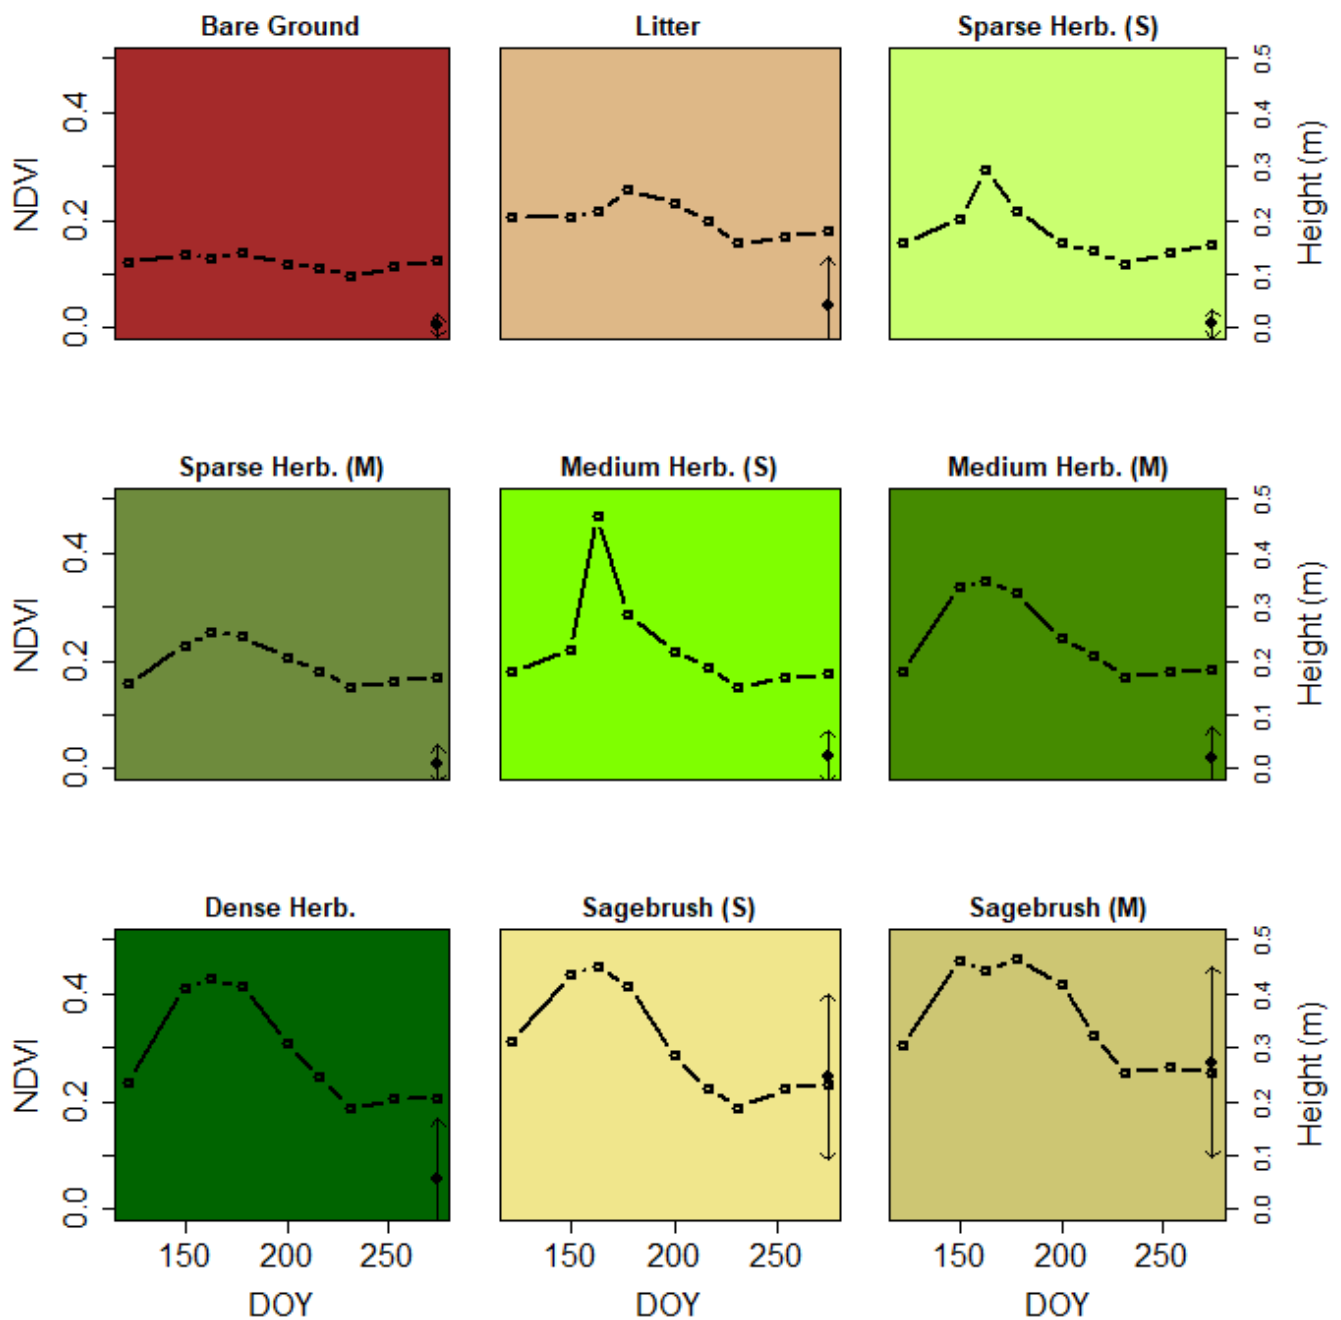 Bare Ground Litter Sparse Herb. (S)
NDVI 0.0 0.2 0.4
0.0 0.1 0.2 0.3 0.4 0.5 Height (m)
Sparse Herb. (M) Medium Herb. (S) Medium Herb. (M)
NDVI 0.0 0.2 0.4
0.0 0.1 0.2 0.3 0.4 0.5 Height (m)
Dense Herb. Sagebrush (S) Sagebrush (M)
NDVI 0.0 0.2 0.4
0.0 0.1 0.2 0.3 0.4 0.5 Height (m)
150 200 250 150 200 250 150 200 250
DOY DOY DOY